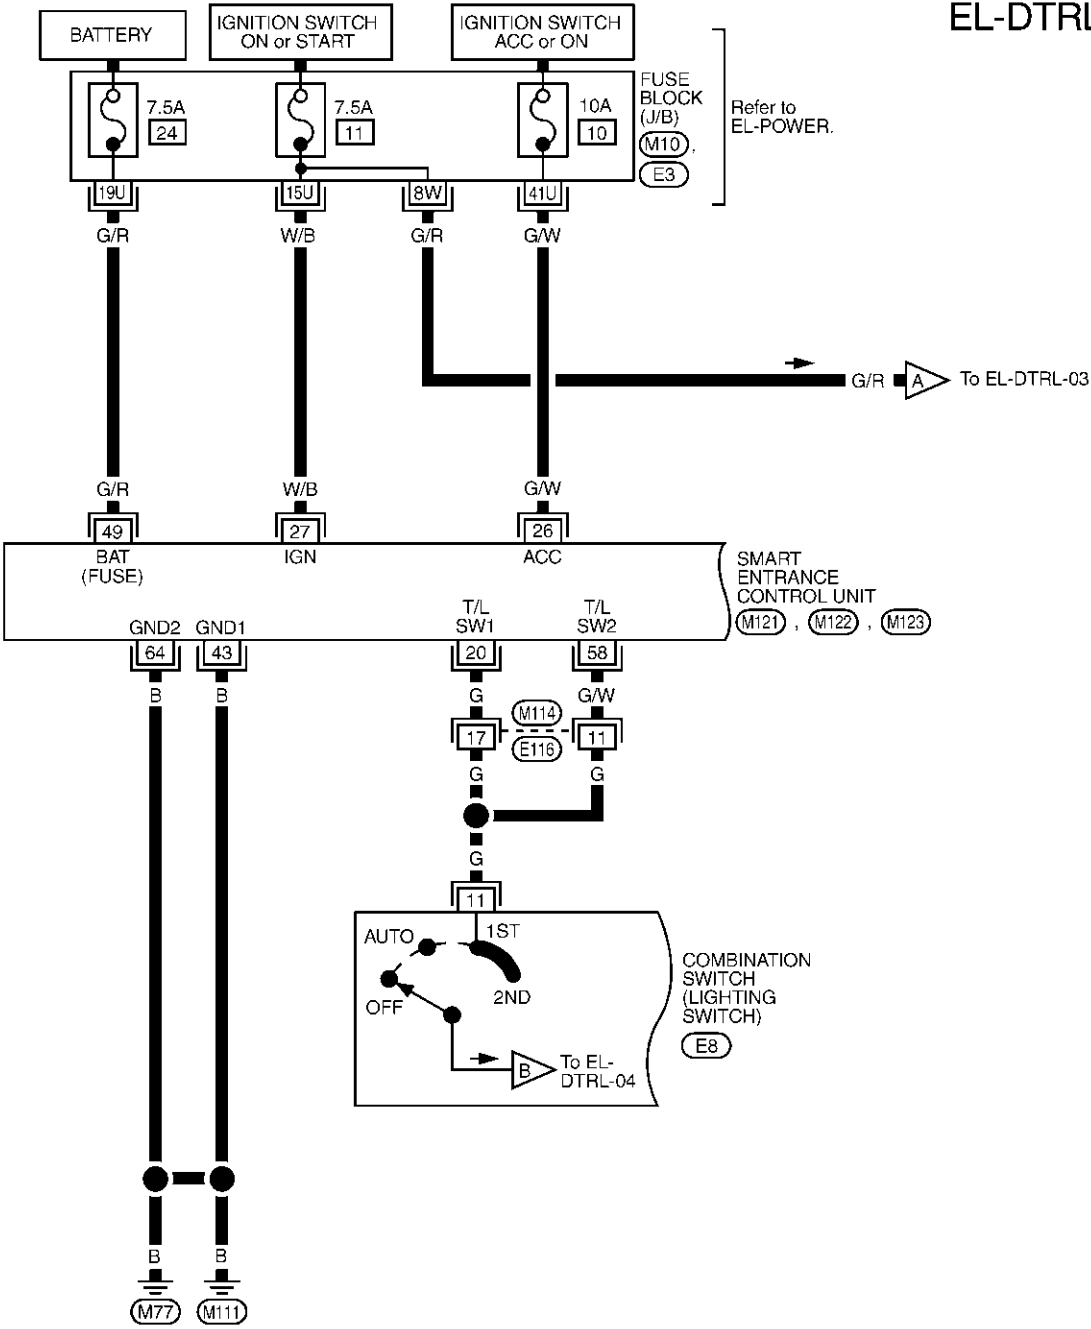 EL-DTRL
BATTERY
IGNITION SWITCH
ON or START
IGNITION SWITCH
ACC or ON
7.5A
24
7.5A
11
10A
10
FUSE
BLOCK
(J/B)
M10 ,
E3
Refer to
EL-POWER.
19U
15U
8W
41U
G/R
W/B
G/R
G/W
G/R
A
To EL-DTRL-03
G/R
W/B
G/W
49
27
26
BAT
(FUSE)
IGN
ACC
SMART
ENTRANCE
CONTROL UNIT
M121 , M122 , M123
GND2
GND1
T/L
SW1
T/L
SW2
64
43
20
58
B
B
G
G/W
M114
17
11
E116
G
G
G
11
AUTO
1ST
OFF
2ND
B
To EL-
DTRL-04
COMBINATION
SWITCH
(LIGHTING
SWITCH)
E8
B
B
M77
M111